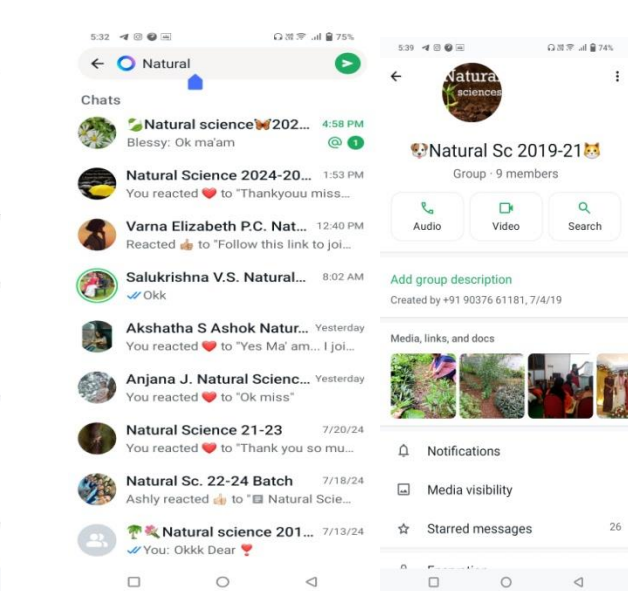 5:32
75%
Natural
Chats
🍃Natural science🦋202... 4:58 PM
Blessy: Ok ma'am @ 1
Natural Science 2024-20... 1:53 PM
You reacted ❤️ to "Thankyouu miss...
Varna Elizabeth P.C. Nat... 12:40 PM
Reacted 👍🏼 to "Follow this link to joi...
Salukrishna V.S. Natural... 8:02 AM
Okk
Akshatha S Ashok Natur... Yesterday
You reacted ❤️ to "Yes Ma' am... I joi...
Anjana J. Natural Scienc... Yesterday
You reacted ❤️ to "Ok miss"
Natural Science 21-23 7/20/24
You reacted ❤️ to "Thank you so mu...
Natural Sc. 22-24 Batch 7/18/24
Ashly reacted 👍🏼 to "Natural Scie...
🌴💐Natural science 201... 7/13/24
You: Okkk Dear ❣️
5:39
74%
Natural
sciences
🐶Natural Sc 2019-21🐱
Group · 9 members
Audio Video Search
Add group description
Created by +91 90376 61181, 7/4/19
Media, links, and docs
Notifications
Media visibility
Starred messages 26